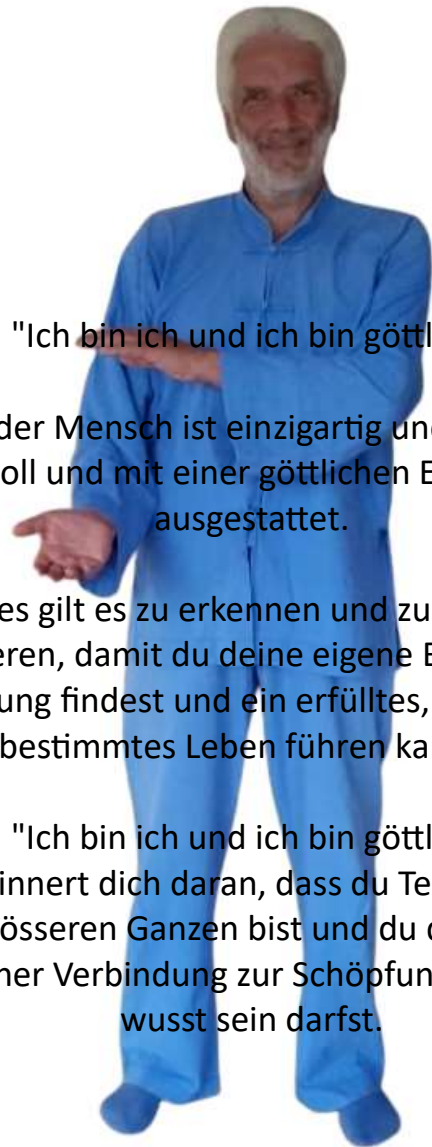 "Ich bin ich und ich bin göttl
der Mensch ist einzigartig un
oll und mit einer göttlichen E
ausgestattet.
es gilt es zu erkennen und zu
eren, damit du deine eigene B
ung findest und ein erfülltes,
bestimmtes Leben führen ka
"Ich bin ich und ich bin göttl
innert dich daran, dass du Te
össeren Ganzen bist und du d
ner Verbindung zur Schöpfun
wusst sein darfst.